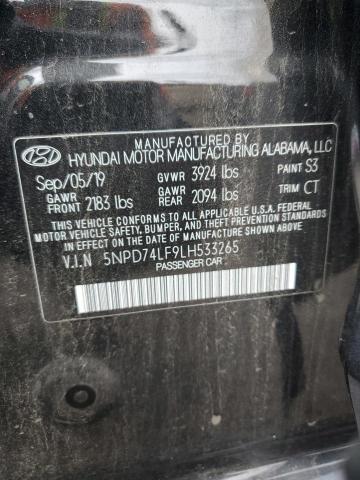 MANUFACTURED BY
HYUNDAI MOTOR MANUFACTURING ALABAMA, LLC
Sep/05/19 GVWR 3924 lbs PAINT S3
GAWR FRONT 2183 lbs GAWR REAR 2094 lbs TRIM CT
THIS VEHICLE CONFORMS TO ALL APPLICABLE U.S.A FEDERAL
MOTOR VEHICLE SAFETY, BUMPER, AND THEFT PREVENTION STANDARDS
IN EFFECT ON THE DATE OF MANUFACTURE SHOWN ABOVE.
V.I.N 5NPD74LF9LH533265
PASSENGER CAR